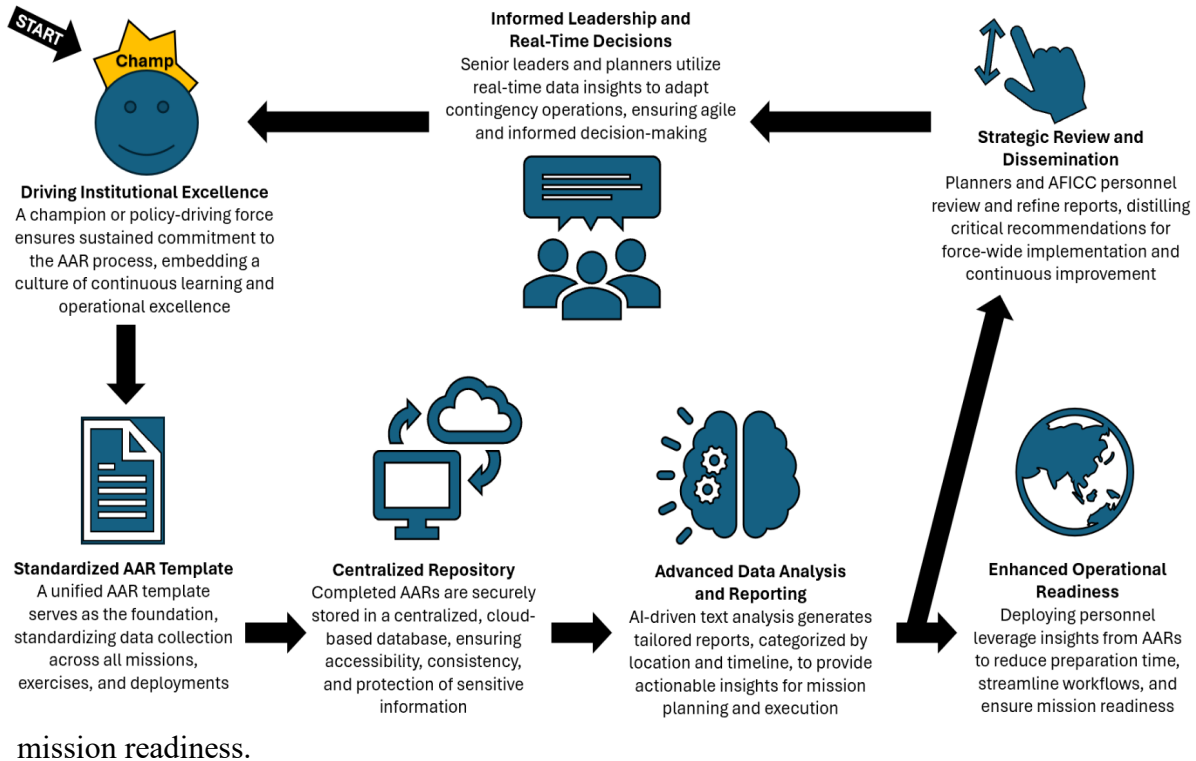 START
Champ
Driving Institutional Excellence
A champion or policy-driving force
ensures sustained commitment to
the AAR process, embedding a
culture of continuous learning and
operational excellence
Standardized AAR Template
A unified AAR template
serves as the foundation,
standardizing data collection
across all missions,
exercises, and deployments
Centralized Repository
Completed AARs are securely
stored in a centralized, cloud-
based database, ensuring
accessibility, consistency,
and protection of sensitive
information
Advanced Data Analysis
and Reporting
AI-driven text analysis generates
tailored reports, categorized by
location and timeline, to provide
actionable insights for mission
planning and execution
Enhanced Operational
Readiness
Deploying personnel
leverage insights from AARs
to reduce preparation time,
streamline workflows, and
ensure mission readiness
Strategic Review and
Dissemination
Planners and AFICC personnel
review and refine reports, distilling
critical recommendations for
force-wide implementation and
continuous improvement
Informed Leadership and
Real-Time Decisions
Senior leaders and planners utilize
real-time data insights to adapt
contingency operations, ensuring agile
and informed decision-making
mission readiness.